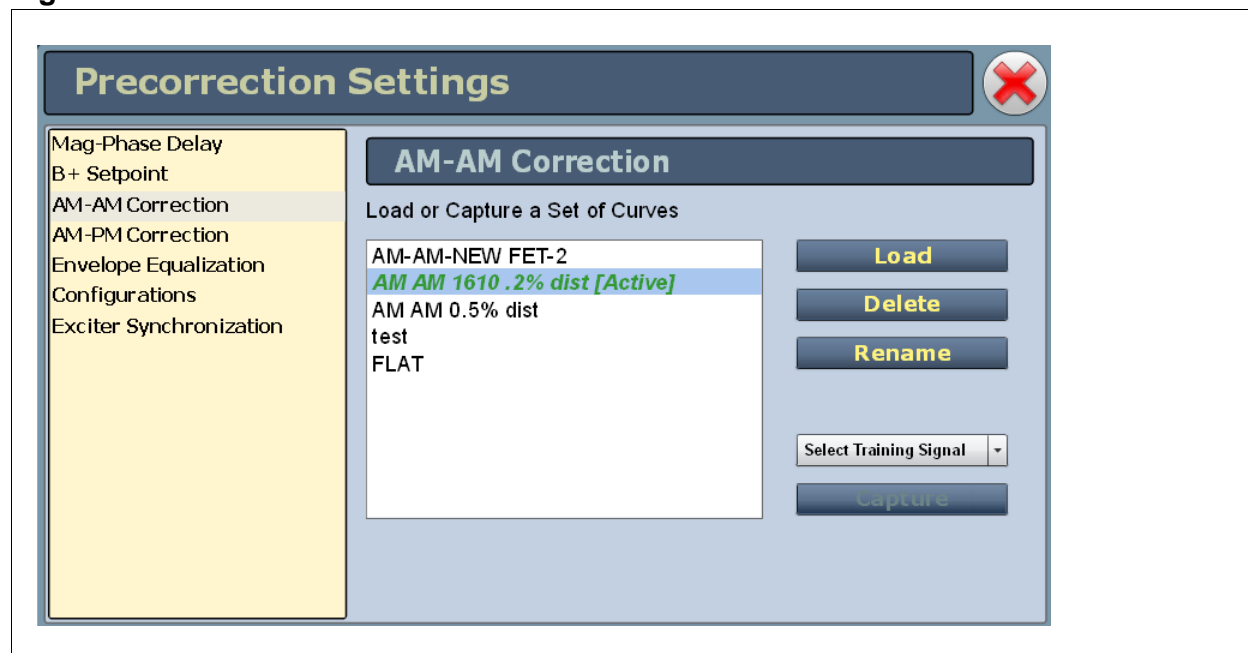 Precorrection Settings
Mag-Phase Delay
B+ Setpoint
AM-AM Correction
AM-PM Correction
Envelope Equalization
Configurations
Exciter Synchronization
AM-AM Correction
Load or Capture a Set of Curves
AM-AM-NEW FET-2
AM AM 1610 .2% dist [Active]
AM AM 0.5% dist
test
FLAT
Load
Delete
Rename
Select Training Signal
Capture